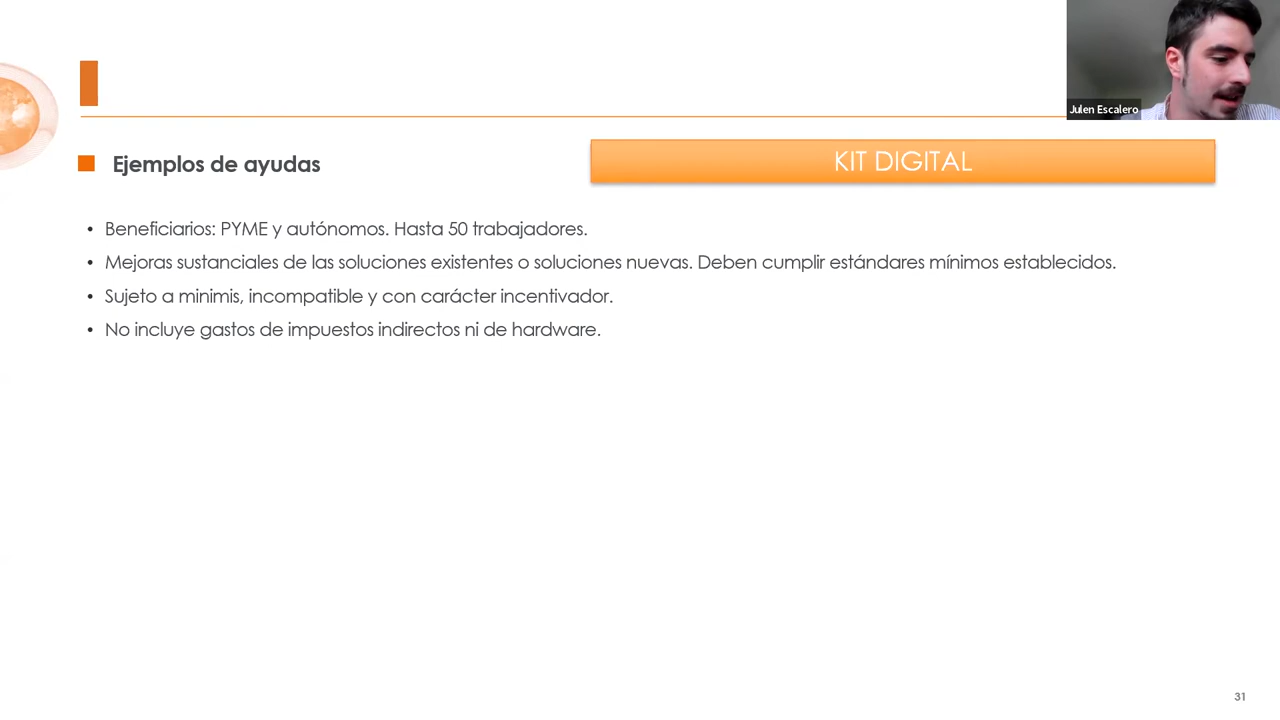 Julen Escalero
Ejemplos de ayudas
KIT DIGITAL
• Beneficiarios: PYME y autónomos. Hasta 50 trabajadores.
• Mejoras sustanciales de las soluciones existentes o soluciones nuevas. Deben cumplir estándares mínimos establecidos.
• Sujeto a minimis, incompatible y con carácter incentivador.
• No incluye gastos de impuestos indirectos ni de hardware.
31